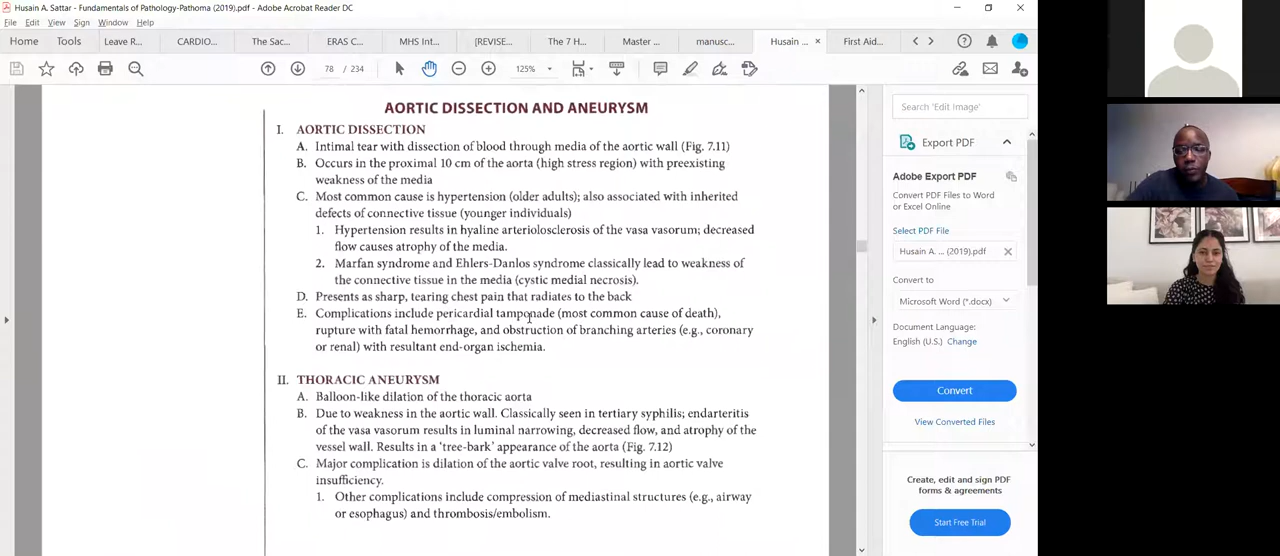 Husain A. Sattar - Fundamentals of Pathology-Pathoma (2019).pdf - Adobe Acrobat Reader DC
File Edit View Sign Window Help
Home Tools Leave R... CARDIO... The Sac... ERAS C... MHS Int... [REVISE... The 7 H... Master ... manusc... Husain ... × First Aid...
78 / 234 125%
AORTIC DISSECTION AND ANEURYSM
I. AORTIC DISSECTION
A. Intimal tear with dissection of blood through media of the aortic wall (Fig. 7.11)
B. Occurs in the proximal 10 cm of the aorta (high stress region) with preexisting
weakness of the media
C. Most common cause is hypertension (older adults); also associated with inherited
defects of connective tissue (younger individuals)
1. Hypertension results in hyaline arteriolosclerosis of the vasa vasorum; decreased
flow causes atrophy of the media.
2. Marfan syndrome and Ehlers-Danlos syndrome classically lead to weakness of
the connective tissue in the media (cystic medial necrosis).
D. Presents as sharp, tearing chest pain that radiates to the back
E. Complications include pericardial tamponade (most common cause of death),
rupture with fatal hemorrhage, and obstruction of branching arteries (e.g., coronary
or renal) with resultant end-organ ischemia.
II. THORACIC ANEURYSM
A. Balloon-like dilation of the thoracic aorta
B. Due to weakness in the aortic wall. Classically seen in tertiary syphilis; endarteritis
of the vasa vasorum results in luminal narrowing, decreased flow, and atrophy of the
vessel wall. Results in a 'tree-bark' appearance of the aorta (Fig. 7.12)
C. Major complication is dilation of the aortic valve root, resulting in aortic valve
insufficiency.
1. Other complications include compression of mediastinal structures (e.g., airway
or esophagus) and thrombosis/embolism.
Search 'Edit Image'
Export PDF
Adobe Export PDF
Convert PDF Files to Word
or Excel Online
Select PDF File
Husain A. ... (2019).pdf
Convert to
Microsoft Word (*.docx)
Document Language:
English (U.S.) Change
Convert
View Converted Files
Create, edit and sign PDF
forms & agreements
Start Free Trial